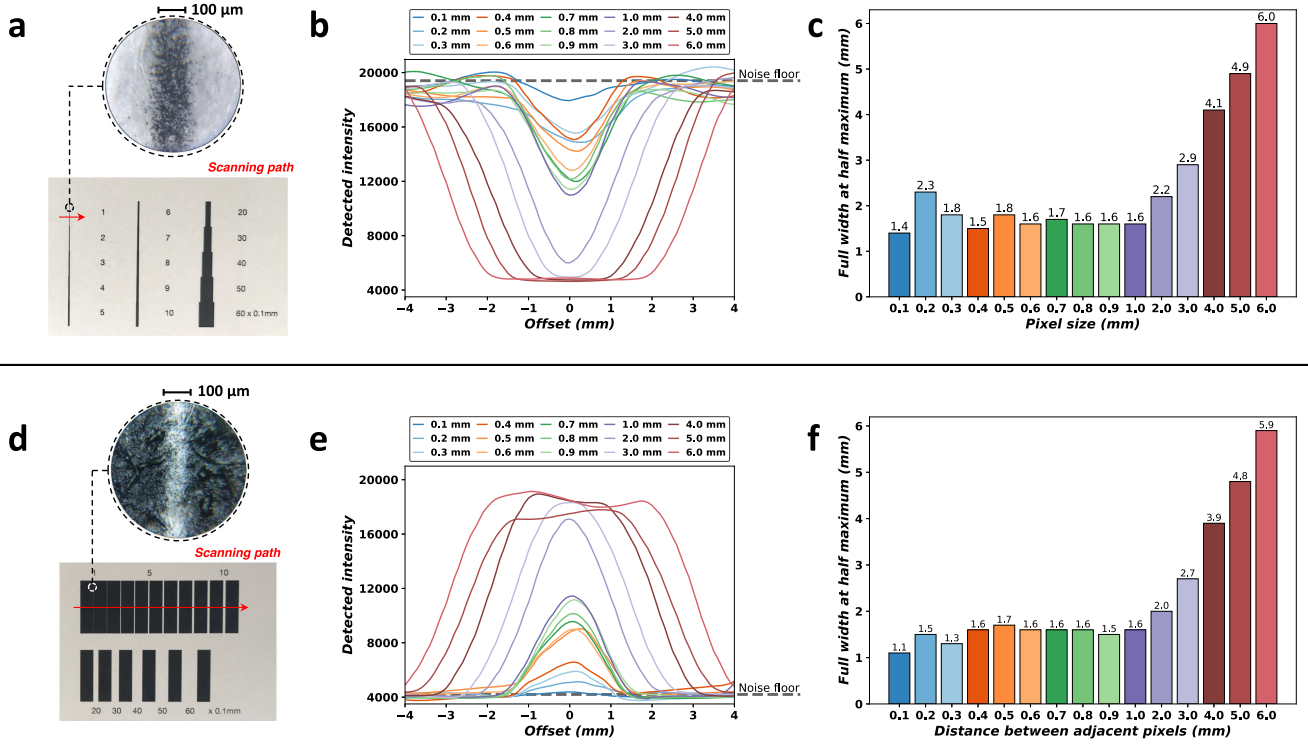 a
100 µm
Scanning path
1 6 20
2 7 30
3 8 40
4 9 50
5 10 60 x 0.1mm
b
0.1 mm 0.4 mm 0.7 mm 1.0 mm 4.0 mm
0.2 mm 0.5 mm 0.8 mm 2.0 mm 5.0 mm
0.3 mm 0.6 mm 0.9 mm 3.0 mm 6.0 mm
Detected intensity
20000
16000
12000
8000
4000
Noise floor
−4 −3 −2 −1 0 1 2 3 4
Offset (mm)
c
Full width at half maximum (mm)
6
5
4
3
2
1
0
1.4 2.3 1.8 1.5 1.8 1.6 1.7 1.6 1.6 1.6 2.2 2.9 4.1 4.9 6.0
0.1 0.2 0.3 0.4 0.5 0.6 0.7 0.8 0.9 1.0 2.0 3.0 4.0 5.0 6.0
Pixel size (mm)
d
100 µm
Scanning path
1 5 10
20 30 40 50 60 x 0.1mm
e
0.1 mm 0.4 mm 0.7 mm 1.0 mm 4.0 mm
0.2 mm 0.5 mm 0.8 mm 2.0 mm 5.0 mm
0.3 mm 0.6 mm 0.9 mm 3.0 mm 6.0 mm
Detected intensity
20000
16000
12000
8000
4000
Noise floor
−4 −3 −2 −1 0 1 2 3 4
Offset (mm)
f
Full width at half maximum (mm)
6
5
4
3
2
1
0
1.1 1.5 1.3 1.6 1.7 1.6 1.6 1.6 1.5 1.6 2.0 2.7 3.9 4.8 5.9
0.1 0.2 0.3 0.4 0.5 0.6 0.7 0.8 0.9 1.0 2.0 3.0 4.0 5.0 6.0
Distance between adjacent pixels (mm)